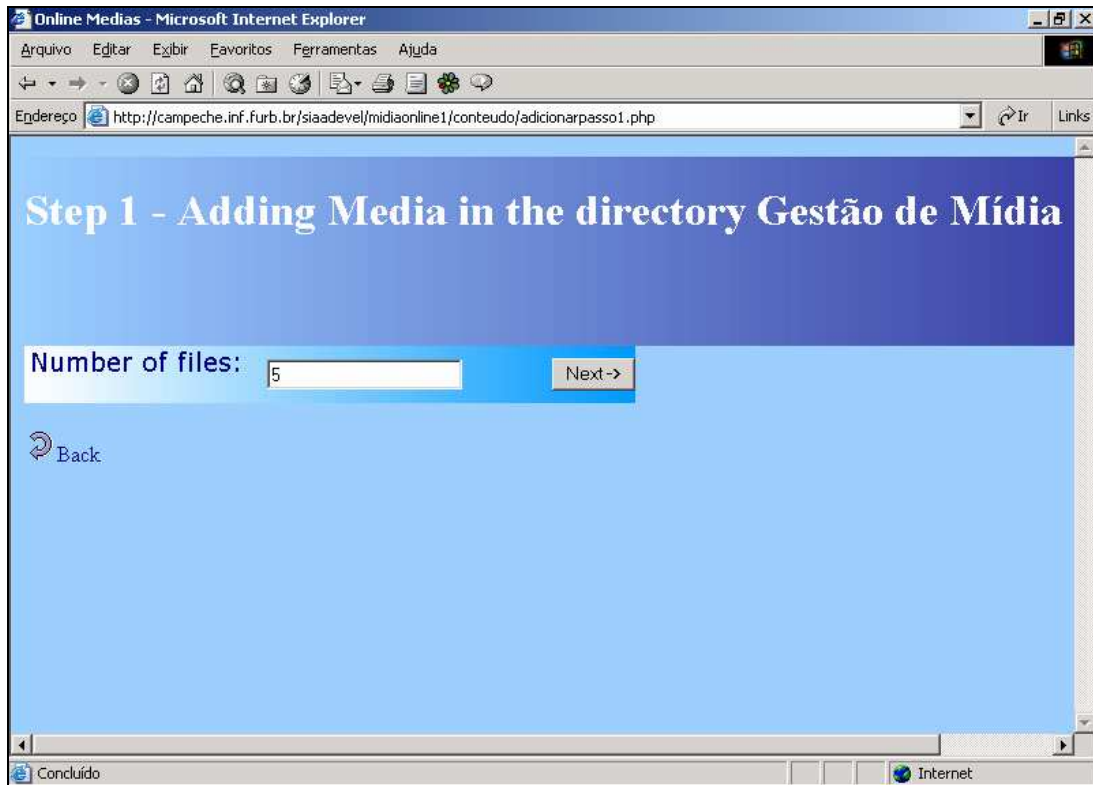 Online Medias - Microsoft Internet Explorer
Arquivo Editar Exibir Favoritos Ferramentas Ajuda
Endereço http://campeche.inf.furb.br/siaadevel/midiaonline1/conteudo/adicionarpasso1.php Ir Links
Step 1 - Adding Media in the directory Gestão de Mídia
Number of files: 5 Next->
Back
Concluído Internet